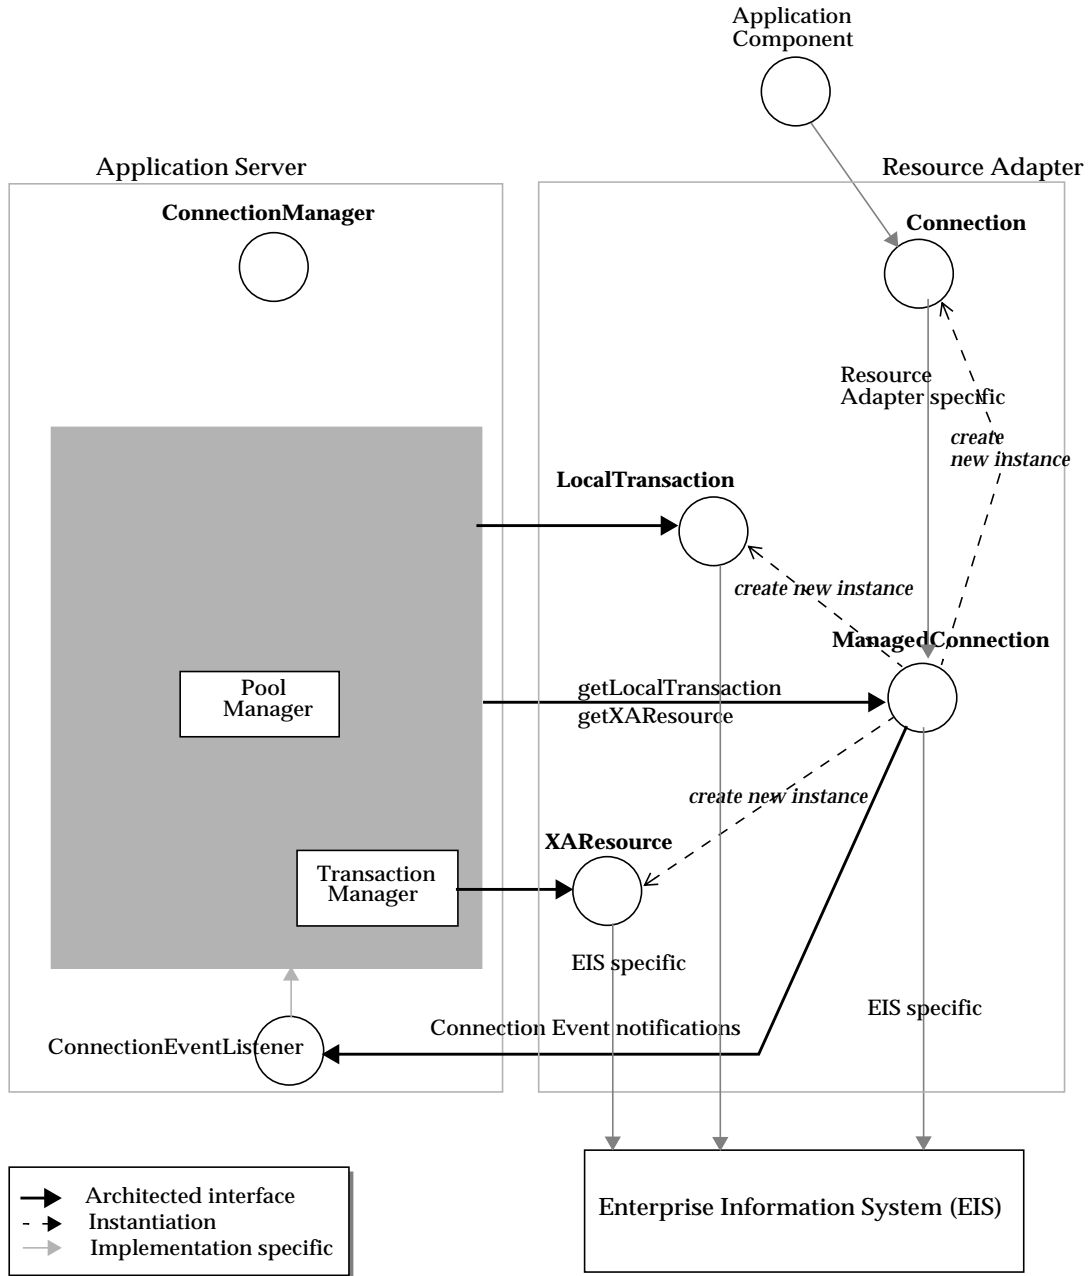 Application
Component
Application Server
Resource Adapter
ConnectionManager
Connection
Resource
Adapter specific
create
new instance
LocalTransaction
create new instance
ManagedConnection
Pool
Manager
getLocalTransaction
getXAResource
create new instance
XAResource
Transaction
Manager
EIS specific
EIS specific
Connection Event notifications
ConnectionEventListener
Architected interface
Instantiation
Implementation specific
Enterprise Information System (EIS)